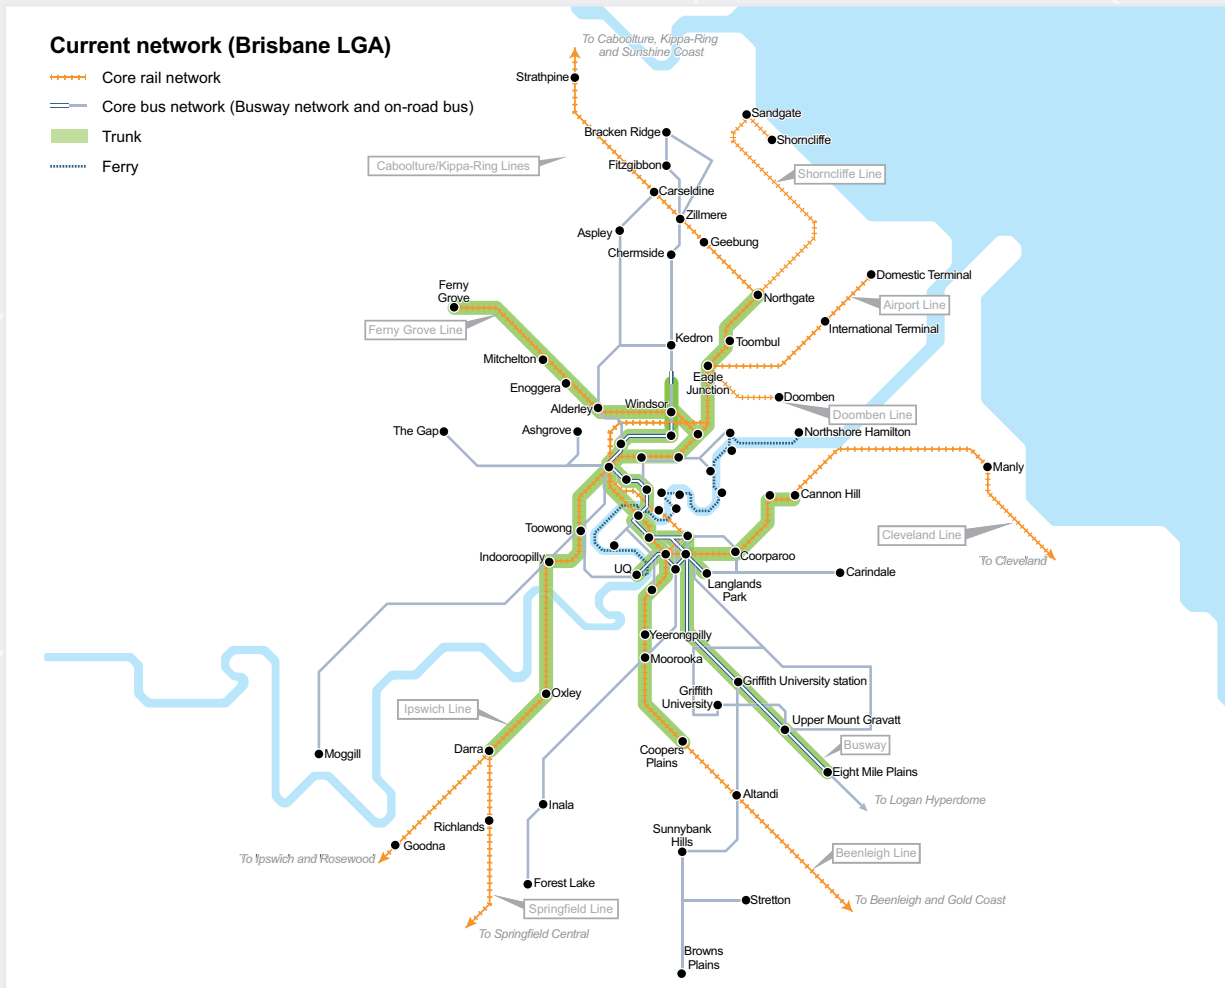 Current network (Brisbane LGA)
Core rail network
Core bus network (Busway network and on-road bus)
Trunk
Ferry
To Caboolture, Kippa-Ring
and Sunshine Coast
Strathpine
Sandgate
Bracken Ridge
Shorncliffe
Caboolture/Kippa-Ring Lines
Fitzgibbon
Shorncliffe Line
Carseldine
Zillmere
Aspley
Geebung
Chermside
Domestic Terminal
Ferny
Grove
Northgate
Airport Line
Ferny Grove Line
International Terminal
Kedron
Toombul
Mitchelton
Eagle
Junction
Enoggera
Doomben
Alderley
Windsor
Doomben Line
The Gap
Ashgrove
Northshore Hamilton
Manly
Cannon Hill
Toowong
Cleveland Line
Indooroopilly
Coorparoo
To Cleveland
UQ
Langlands
Park
Carindale
Yeerongpilly
Moorooka
Griffith University station
Oxley
Griffith
University
Ipswich Line
Upper Mount Gravatt
Darra
Coopers
Plains
Busway
Moggill
Eight Mile Plains
Altandi
To Logan Hyperdome
Inala
Richlands
Sunnybank
Hills
Goodna
Beenleigh Line
To Ipswich and Rosewood
Forest Lake
Stretton
To Beenleigh and Gold Coast
Springfield Line
To Springfield Central
Browns
Plains